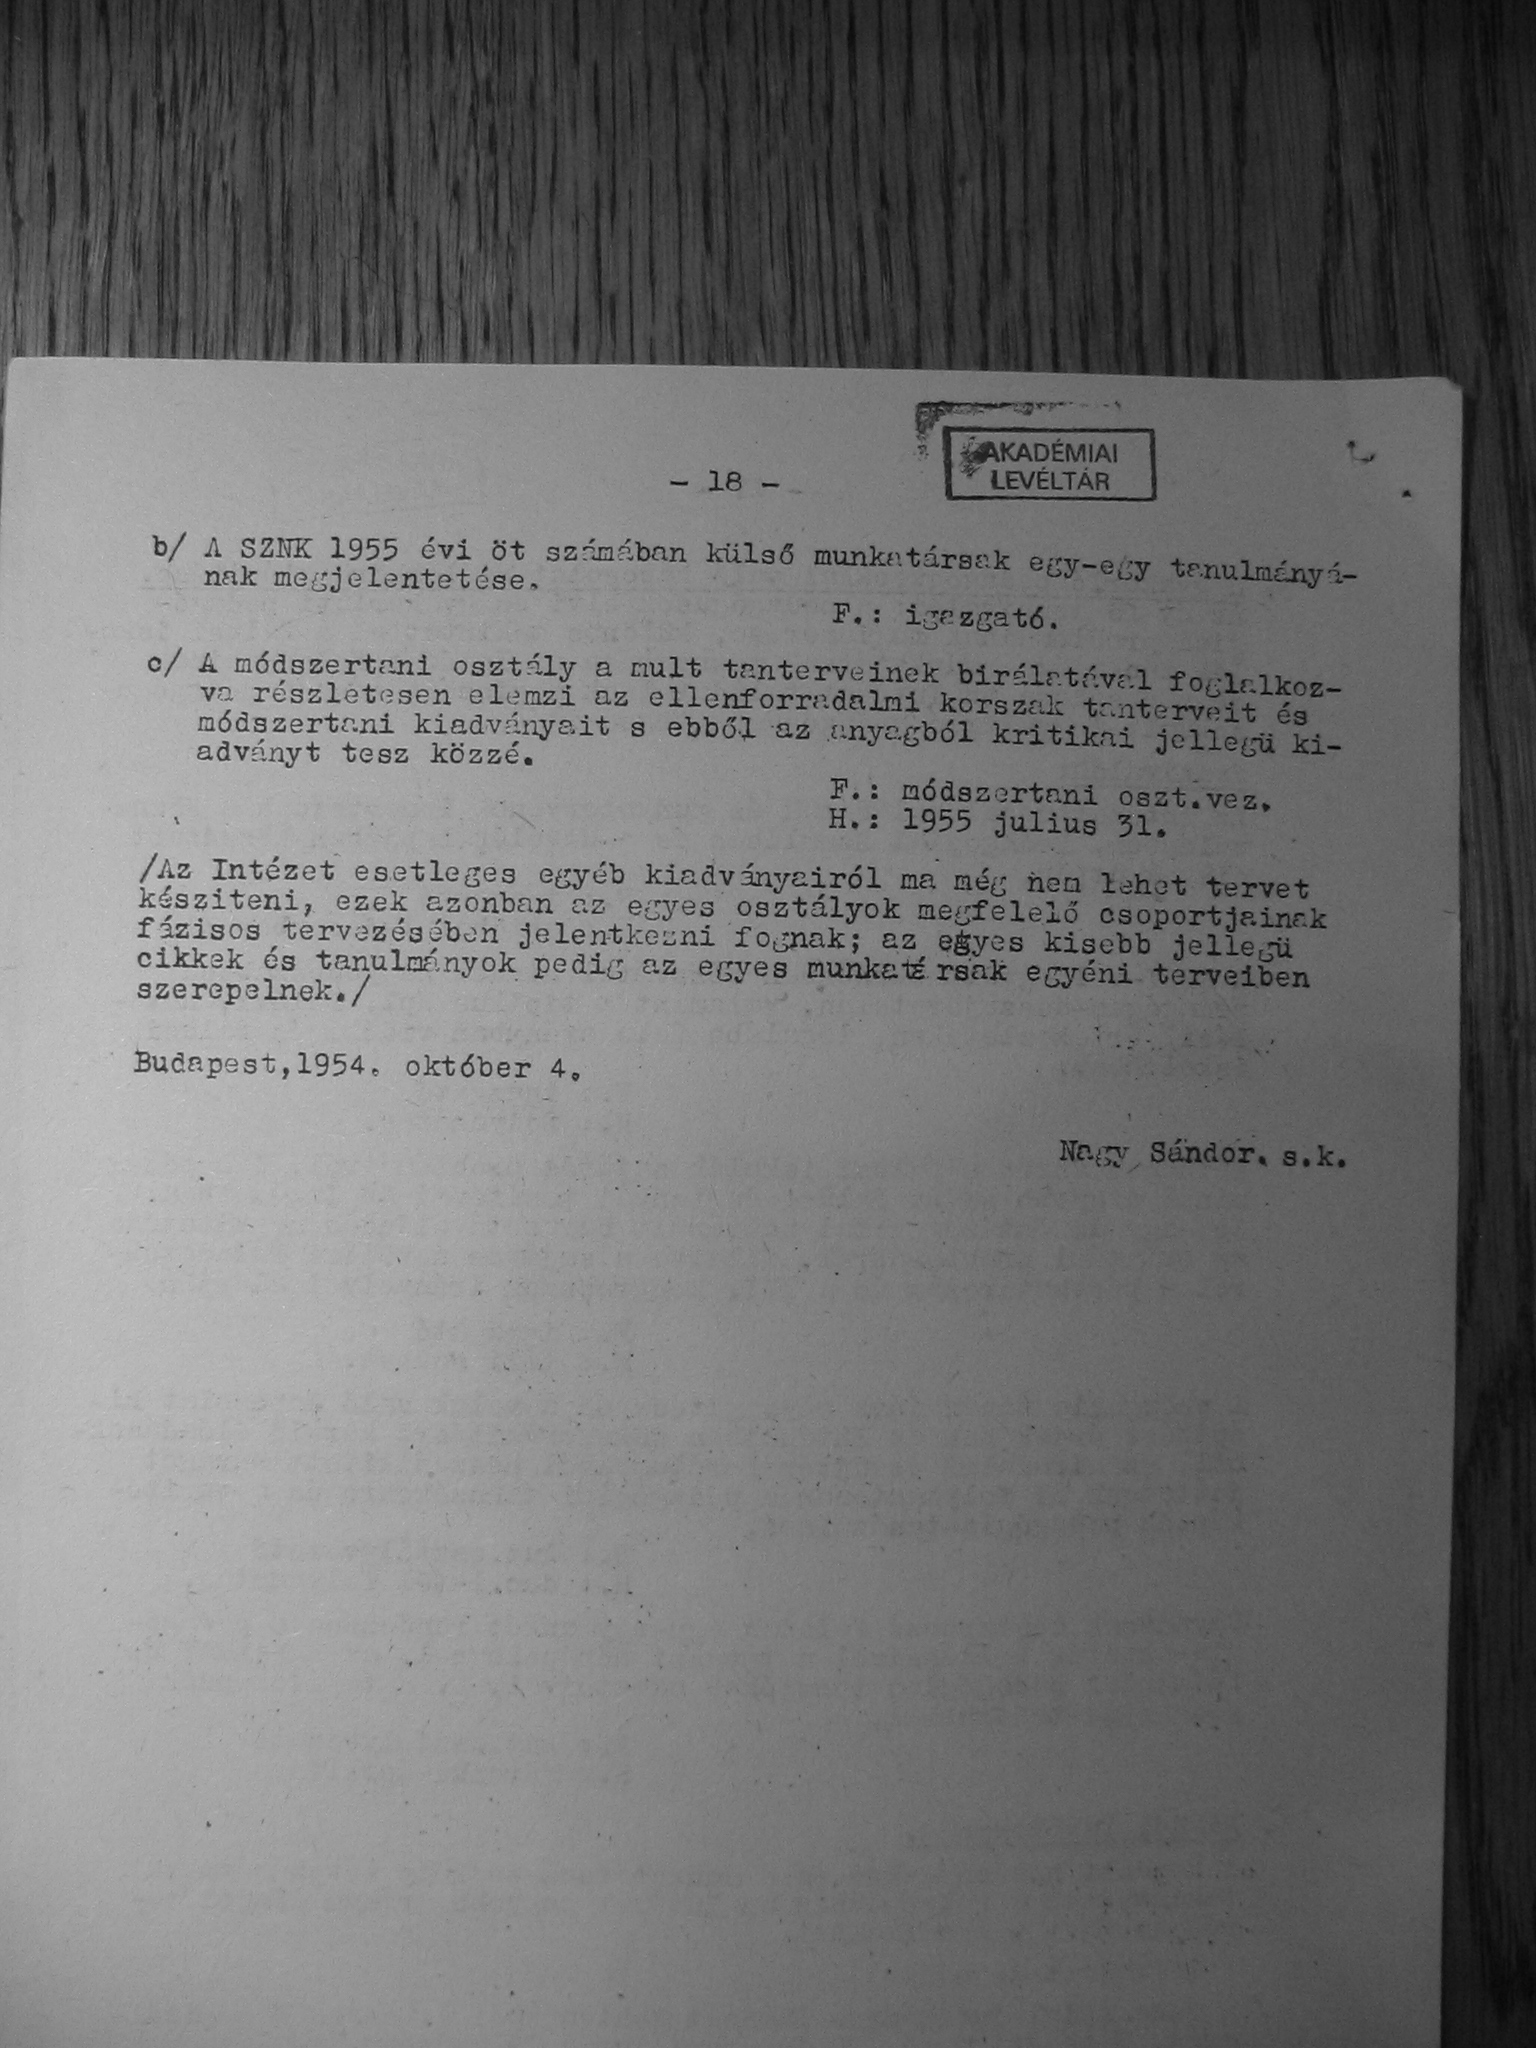 AKADÉMIAI
LEVÉLTÁR
- 18 -
b/ A SZNK 1955 évi öt számában külső munkatársak egy-egy tanulmányá-
nak megjelentetése.
F.: igazgató.
c/ A módszertani osztály a mult tanterveinek birálatával foglalkoz-
va részletesen elemzi az ellenforradalmi korszak tanterveit és
módszertani kiadványait s ebből az anyagból kritikai jellegü ki-
adványt tesz közzé.
F.: módszertani oszt.vez.
H.: 1955 julius 31.
/Az Intézet esetleges egyéb kiadványairól ma még nem lehet tervet
késziteni, ezek azonban az egyes osztályok megfelelő csoportjainak
fázisos tervezésében jelentkezni fognak; az egyes kisebb jellegü
cikkek és tanulmányok pedig az egyes munkatársak egyéni terveiben
szerepelnek./
Budapest,1954. október 4.
Nagy Sándor. s.k.